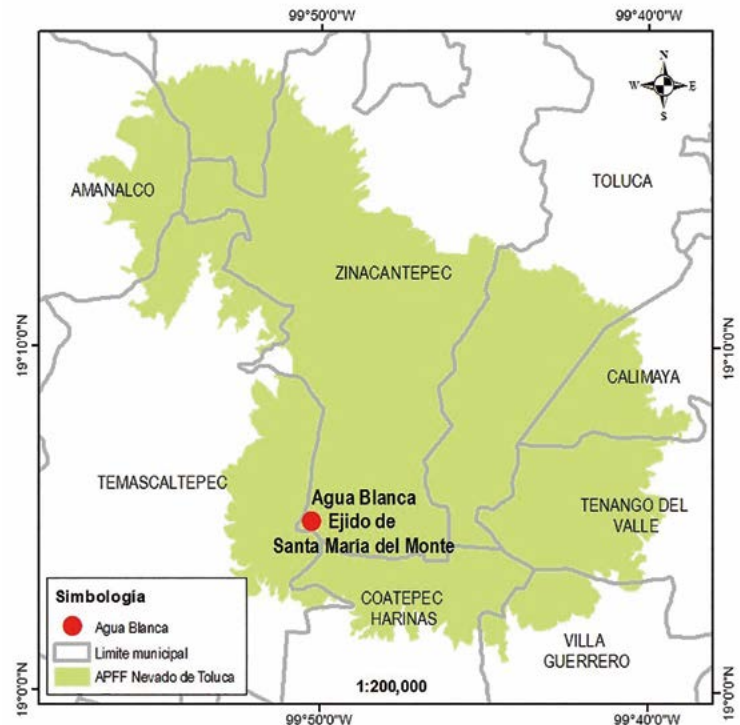 99°50'0"W
99°40'0"W
N
W
E
S
TOLUCA
AMANALCO
ZINACANTEPEC
19°10'0"N
19°10'0"N
CALIMAYA
TEMASCALTEPEC
Agua Blanca
Ejido de
Santa Maria del Monte
TENANGO DEL
VALLE
Simbología
Agua Blanca
Limite municipal
APFF Nevado de Toluca
COATEPEC
HARINAS
VILLA
GUERRERO
1:200,000
19°0'0"N
19°0'0"N
99°50'0"W
99°40'0"W